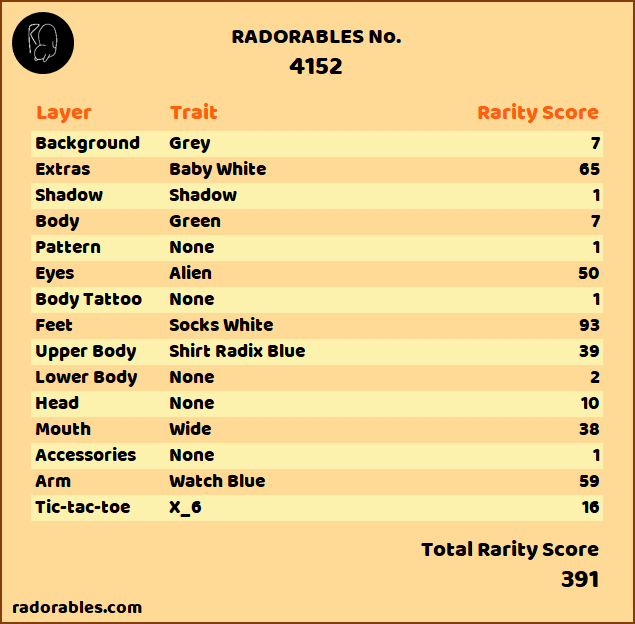 RADORABLES No.
4152
Layer Trait Rarity Score
Background Grey 7
Extras Baby White 65
Shadow Shadow 1
Body Green 7
Pattern None 1
Eyes Alien 50
Body Tattoo None 1
Feet Socks White 93
Upper Body Shirt Radix Blue 39
Lower Body None 2
Head None 10
Mouth Wide 38
Accessories None 1
Arm Watch Blue 59
Tic-tac-toe X_6 16
Total Rarity Score
391
radorables.com